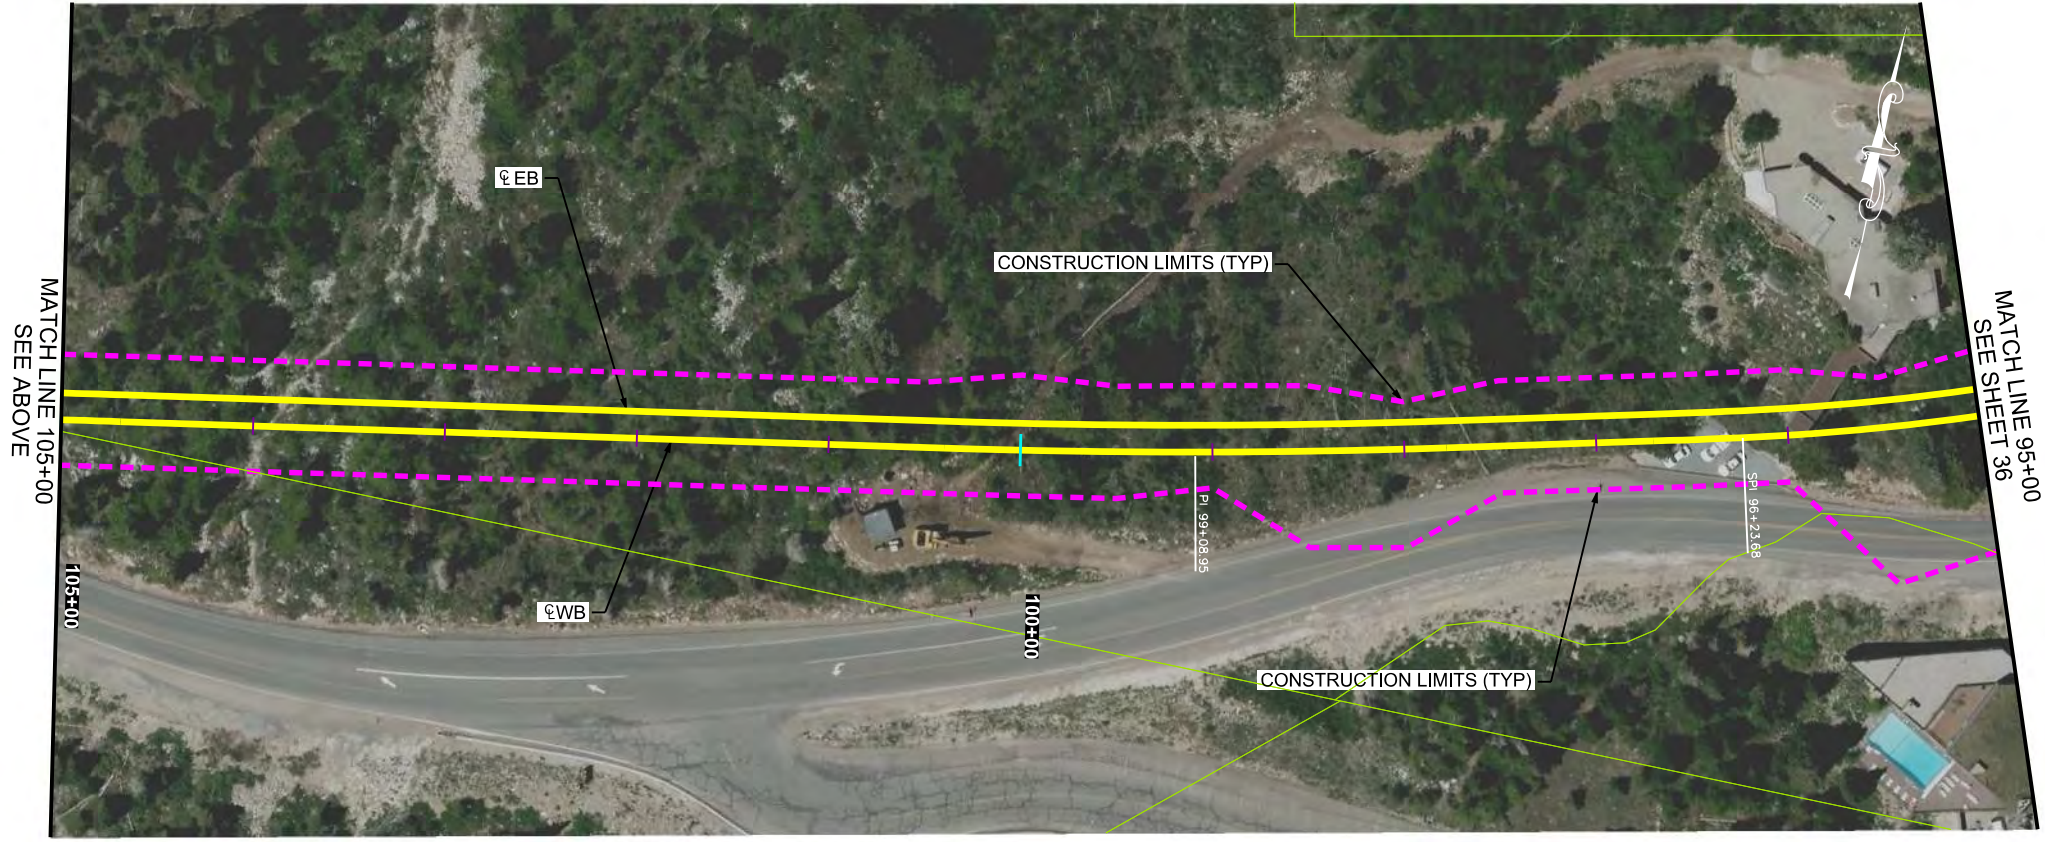 ℄ EB
CONSTRUCTION LIMITS (TYP)
MATCH LINE 105+00
SEE ABOVE
MATCH LINE 95+00
SEE SHEET 36
PI 99+08.95
SPI 96+23.68
105+00
100+00
℄ WB
CONSTRUCTION LIMITS (TYP)